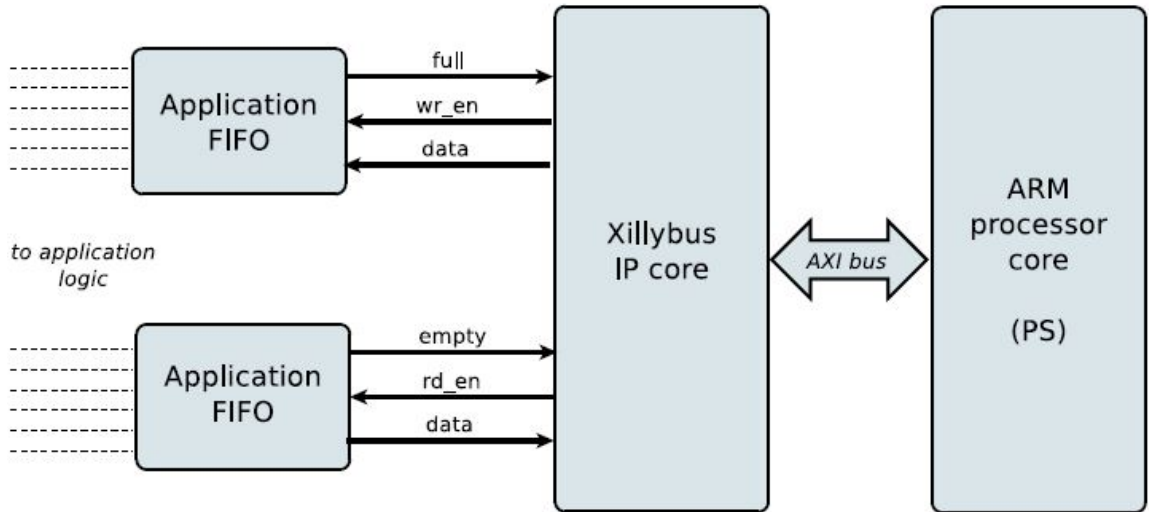 Application
FIFO
full
wr_en
data
to application
logic
Application
FIFO
empty
rd_en
data
Xillybus
IP core
AXI bus
ARM
processor
core
(PS)